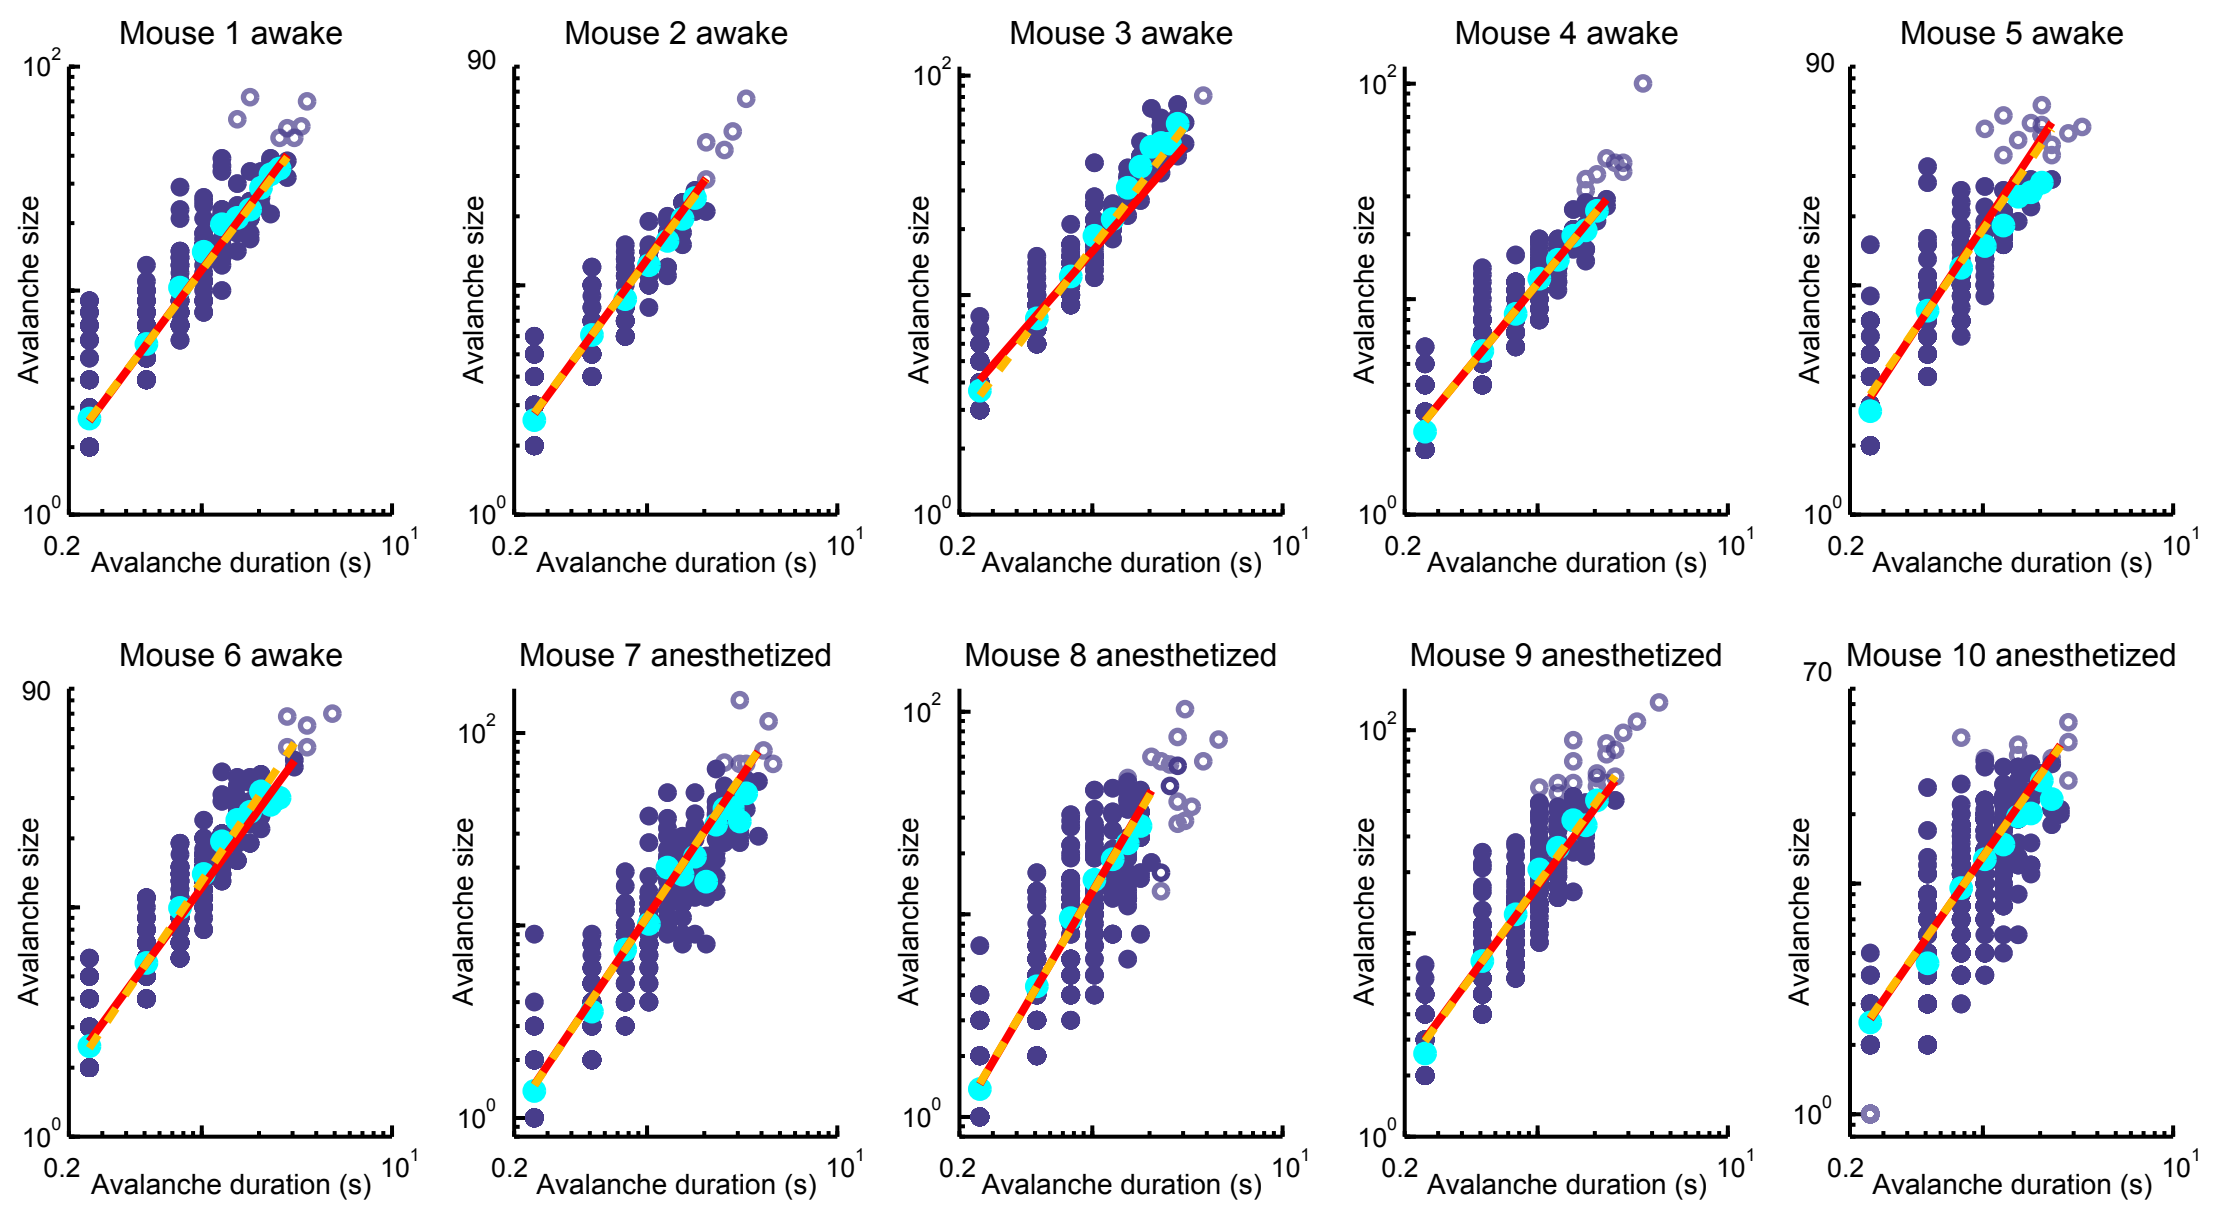 Mouse 1 awake
10^2
Avalanche size
10^0
0.2
10^1
Avalanche duration (s)
Mouse 2 awake
90
Avalanche size
10^0
0.2
10^1
Avalanche duration (s)
Mouse 3 awake
10^2
Avalanche size
10^0
0.2
10^1
Avalanche duration (s)
Mouse 4 awake
10^2
Avalanche size
10^0
0.2
10^1
Avalanche duration (s)
Mouse 5 awake
90
Avalanche size
10^0
0.2
10^1
Avalanche duration (s)
Mouse 6 awake
90
Avalanche size
10^0
0.2
10^1
Avalanche duration (s)
Mouse 7 anesthetized
10^2
Avalanche size
10^0
0.2
10^1
Avalanche duration (s)
Mouse 8 anesthetized
10^2
Avalanche size
10^0
0.2
10^1
Avalanche duration (s)
Mouse 9 anesthetized
10^2
Avalanche size
10^0
0.2
10^1
Avalanche duration (s)
Mouse 10 anesthetized
70
Avalanche size
10^0
0.2
10^1
Avalanche duration (s)